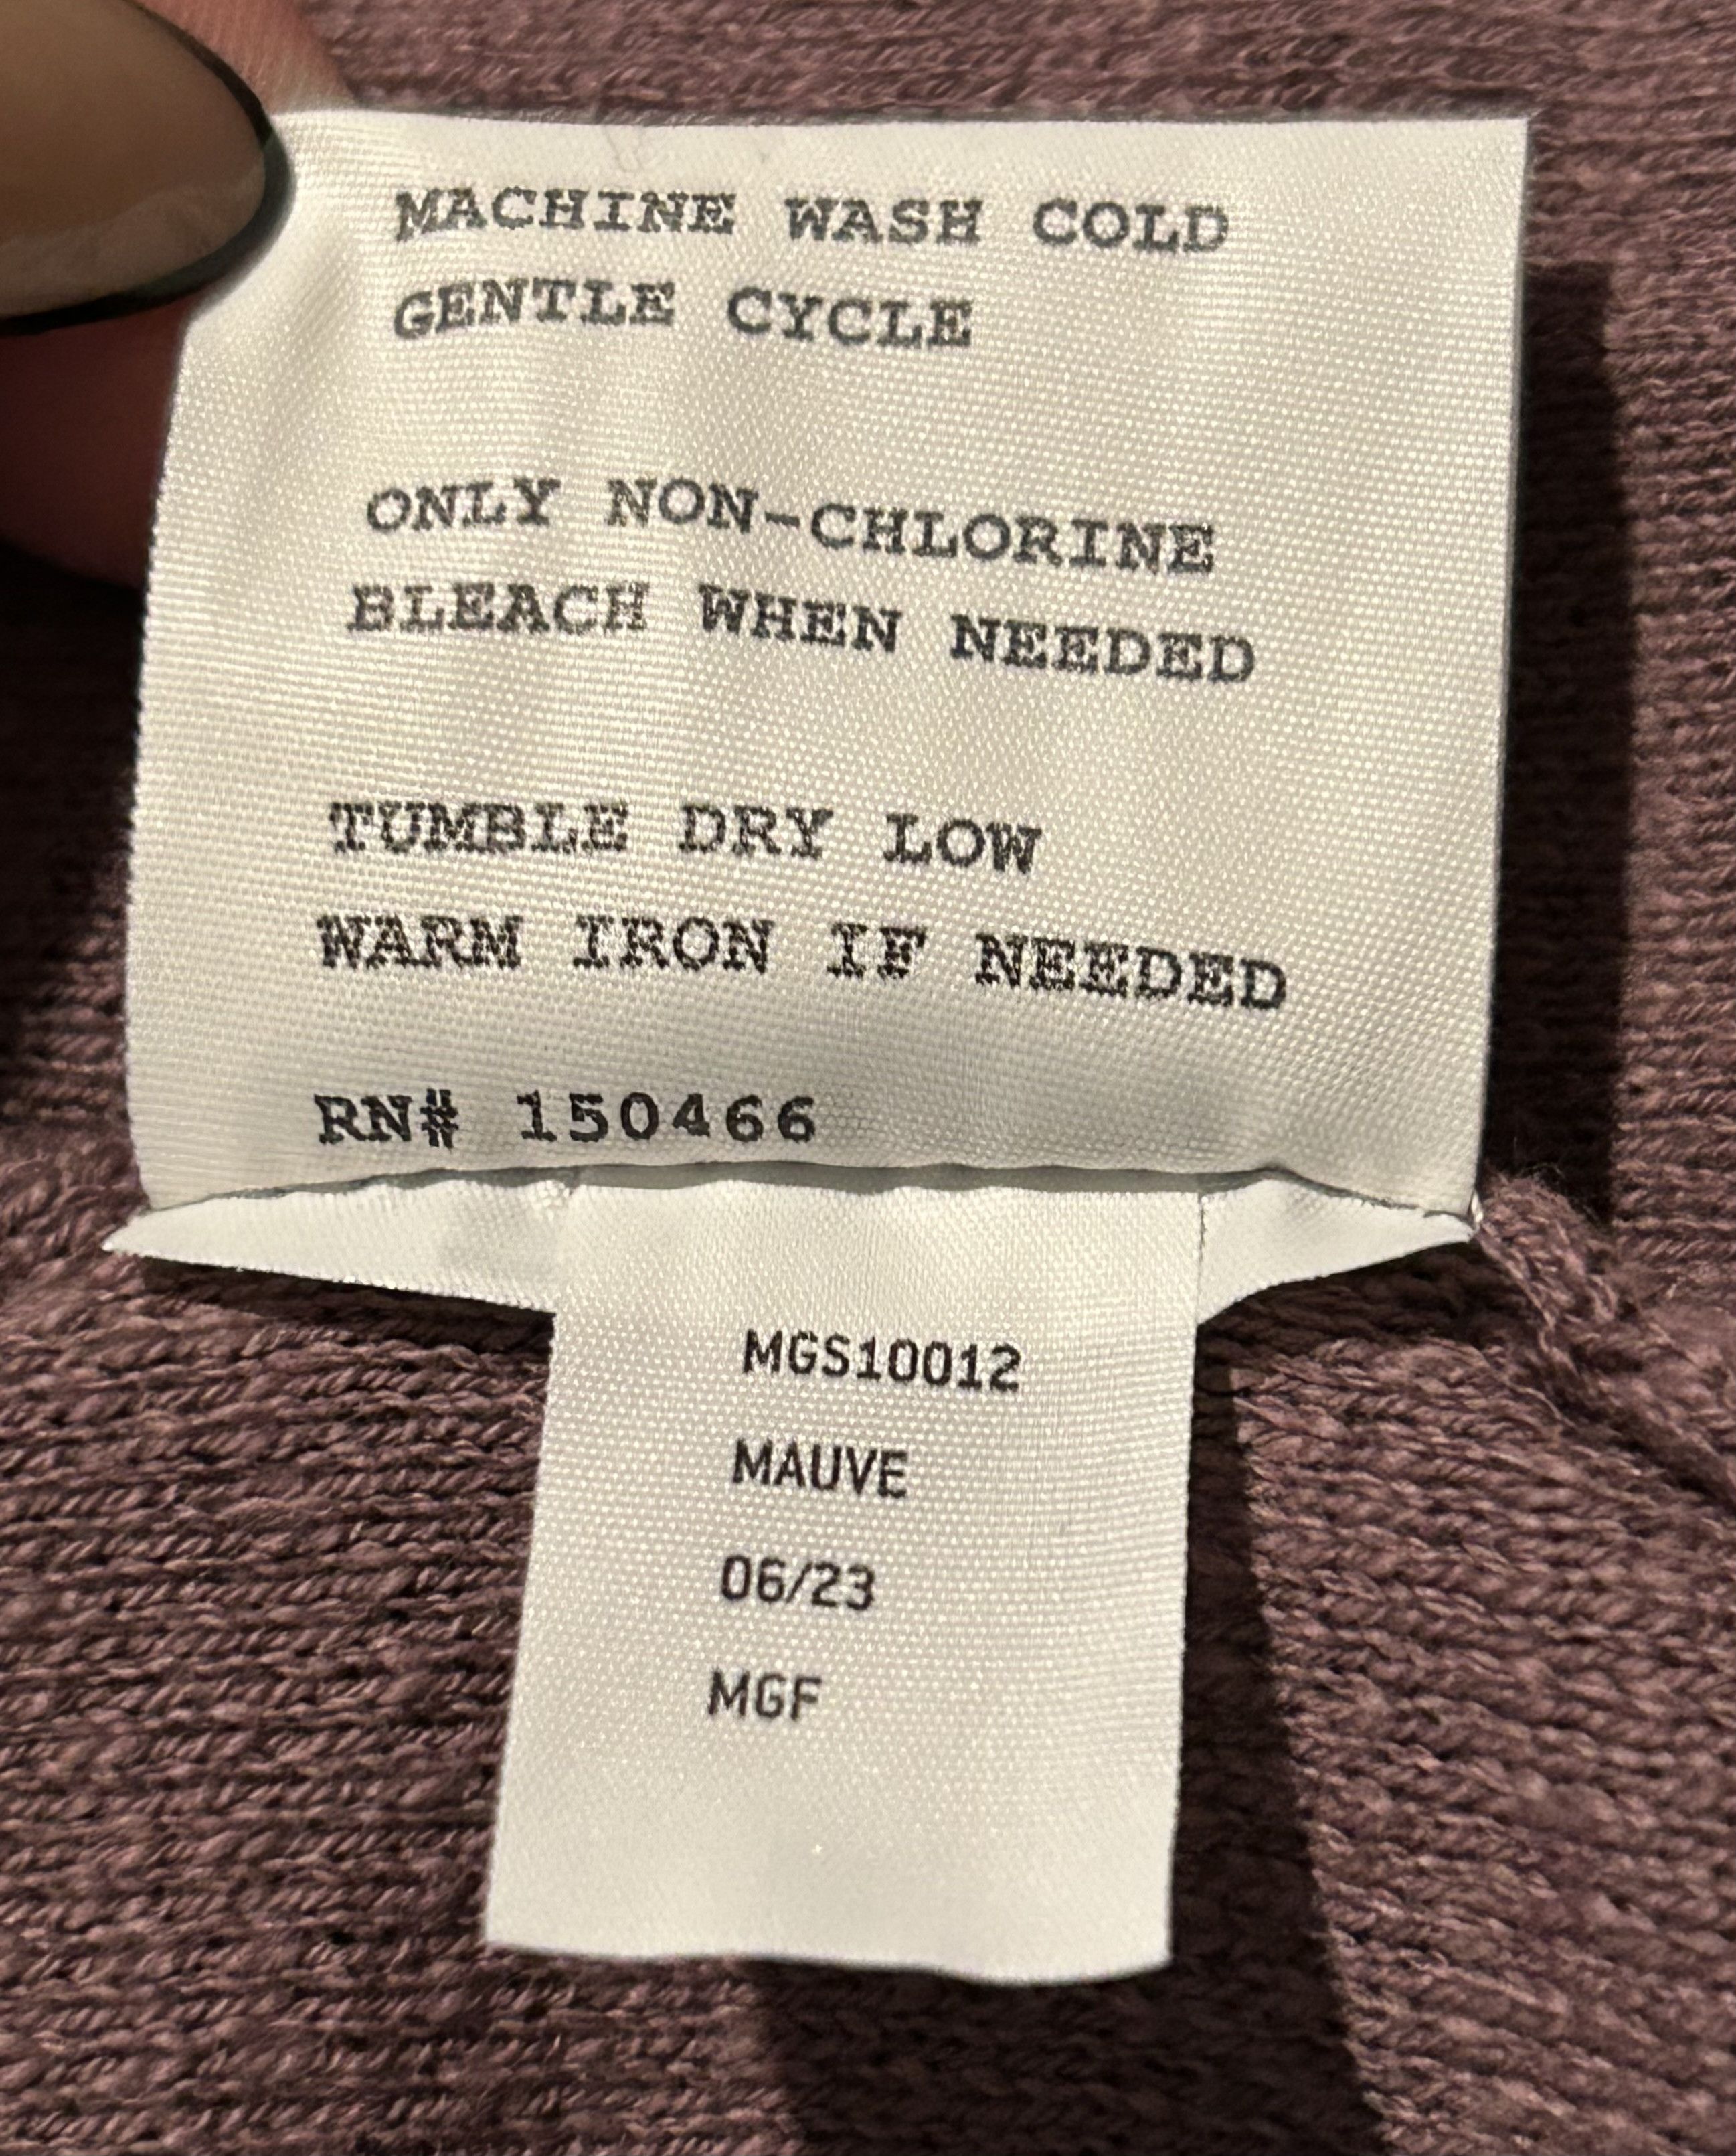 MACHINE WASH COLD
GENTLE CYCLE
ONLY NON-CHLORINE
BLEACH WHEN NEEDED
TUMBLE DRY LOW
WARM IRON IF NEEDED
RN# 150466
MGS10012
MAUVE
06/23
MGF